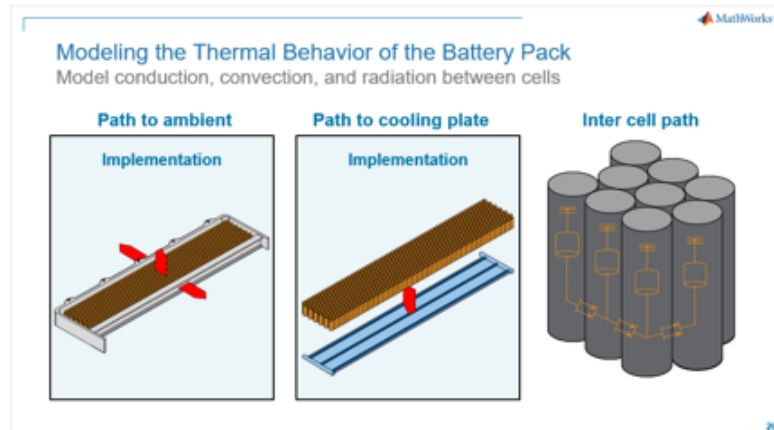 MathWorks
Modeling the Thermal Behavior of the Battery Pack
Model conduction, convection, and radiation between cells
Path to ambient
Path to cooling plate
Inter cell path
Implementation
Implementation